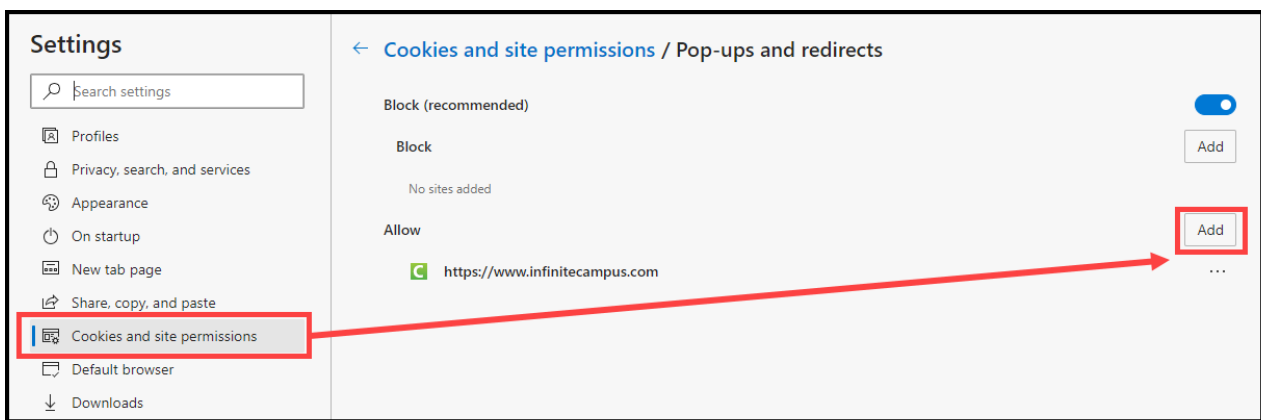 Settings
Search settings
Profiles
Privacy, search, and services
Appearance
On startup
New tab page
Share, copy, and paste
Cookies and site permissions
Default browser
Downloads
← Cookies and site permissions / Pop-ups and redirects
Block (recommended)
Block
Add
No sites added
Allow
Add
C https://www.infinitecampus.com
...